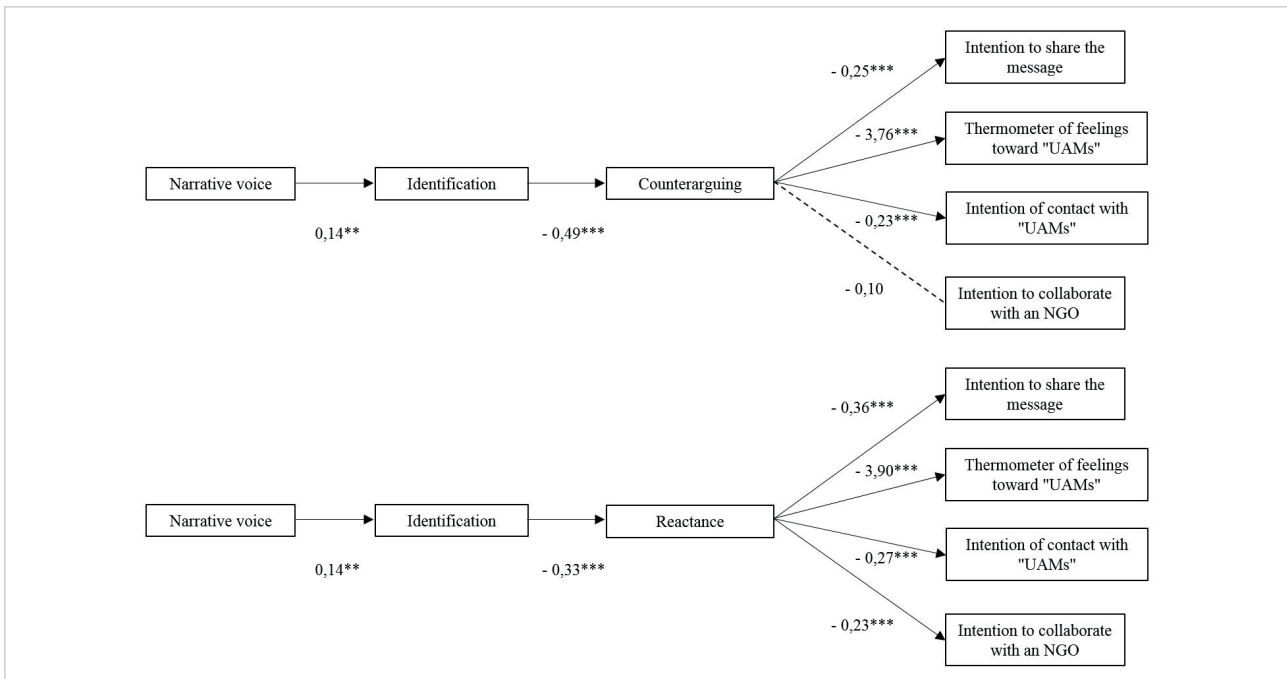 Intention to share the
message
- 0,25***
Thermometer of feelings
toward "UAMs"
- 3,76***
Narrative voice
Identification
Counterarguing
Intention of contact with
"UAMs"
- 0,23***
0,14**
- 0,49***
- 0,10
Intention to collaborate
with an NGO
Intention to share the
message
- 0,36***
Thermometer of feelings
toward "UAMs"
- 3,90***
Narrative voice
Identification
Reactance
Intention of contact with
"UAMs"
- 0,27***
0,14**
- 0,33***
- 0,23***
Intention to collaborate
with an NGO